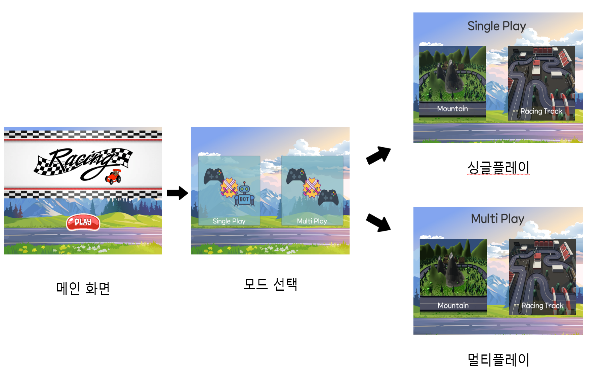 Racing
PLAY
메인 화면
BOT
Single Play
Multi Play
모드 선택
Single Play
Mountain
Racing Track
싱글플레이
Multi Play
Mountain
Racing Track
멀티플레이